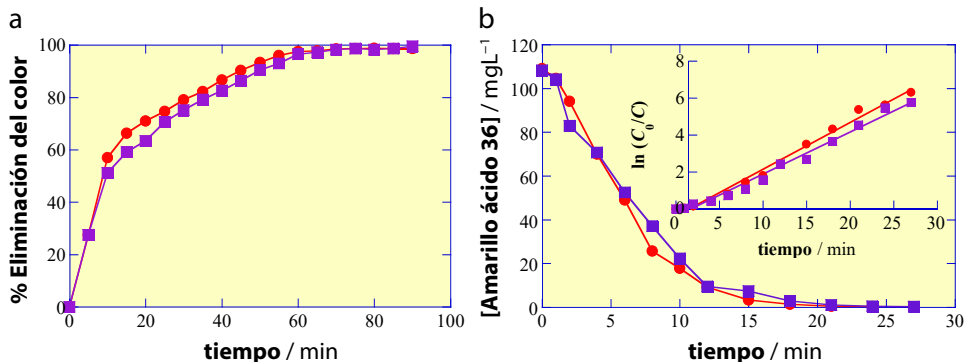 a
% Eliminación del color
100
80
60
40
20
0
0 20 40 60 80 100
tiempo / min
b
[Amarillo ácido 36] / mgL⁻¹
120
100
80
60
40
20
0
0 5 10 15 20 25 30
tiempo / min
ln (C₀/C)
8
6
4
2
0
0 5 10 15 20 25 30
tiempo / min